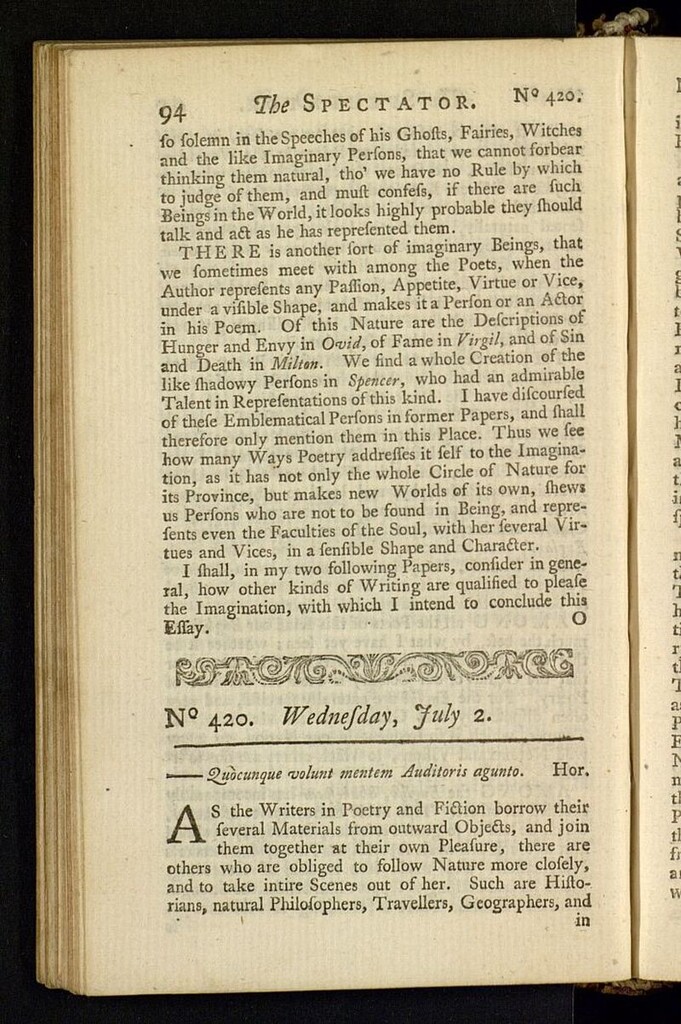 94 The SPECTATOR. Nº 420.
ſo ſolemn in the Speeches of his Ghoſts, Fairies, Witches
and the like Imaginary Perſons, that we cannot forbear
thinking them natural, tho' we have no Rule by which
to judge of them, and muſt confeſs, if there are ſuch
Beings in the World, it looks highly probable they ſhould
talk and act as he has repreſented them.
THERE is another ſort of imaginary Beings, that
we ſometimes meet with among the Poets, when the
Author repreſents any Paſſion, Appetite, Virtue or Vice,
under a viſible Shape, and makes it a Perſon or an Actor
in his Poem. Of this Nature are the Deſcriptions of
Hunger and Envy in Ovid, of Fame in Virgil, and of Sin
and Death in Milton. We find a whole Creation of the
like ſhadowy Perſons in Spencer, who had an admirable
Talent in Repreſentations of this kind. I have diſcourſed
of theſe Emblematical Perſons in former Papers, and ſhall
therefore only mention them in this Place. Thus we ſee
how many Ways Poetry addreſſes it ſelf to the Imagina-
tion, as it has not only the whole Circle of Nature for
its Province, but makes new Worlds of its own, ſhews
us Perſons who are not to be found in Being, and repre-
ſents even the Faculties of the Soul, with her ſeveral Vir-
tues and Vices, in a ſenſible Shape and Character.
I ſhall, in my two following Papers, conſider in gene-
ral, how other kinds of Writing are qualified to pleaſe
the Imagination, with which I intend to conclude this
Eſſay. O
Nº 420. Wedneſday, July 2.
—— Quòcunque volunt mentem Auditoris agunto. Hor.
AS the Writers in Poetry and Fiction borrow their
ſeveral Materials from outward Objects, and join
them together at their own Pleaſure, there are
others who are obliged to follow Nature more cloſely,
and to take intire Scenes out of her. Such are Hiſto-
rians, natural Philoſophers, Travellers, Geographers, and
in